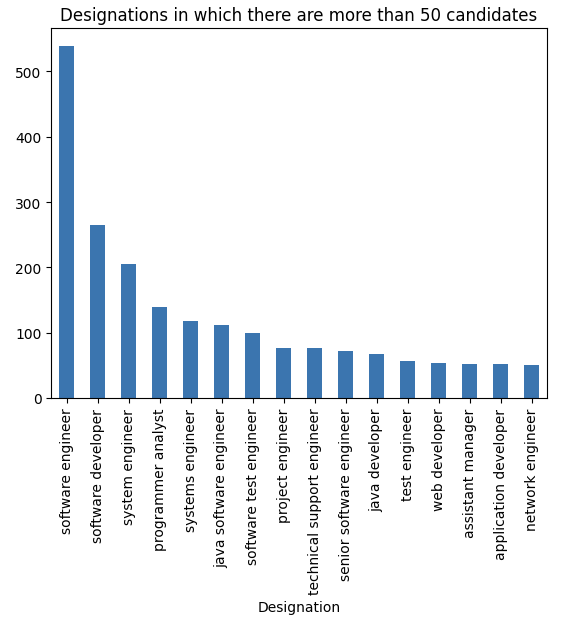 Designations in which there are more than 50 candidates
500
400
300
200
100
0
software engineer
software developer
system engineer
programmer analyst
systems engineer
java software engineer
software test engineer
project engineer
technical support engineer
senior software engineer
java developer
test engineer
web developer
assistant manager
application developer
network engineer
Designation